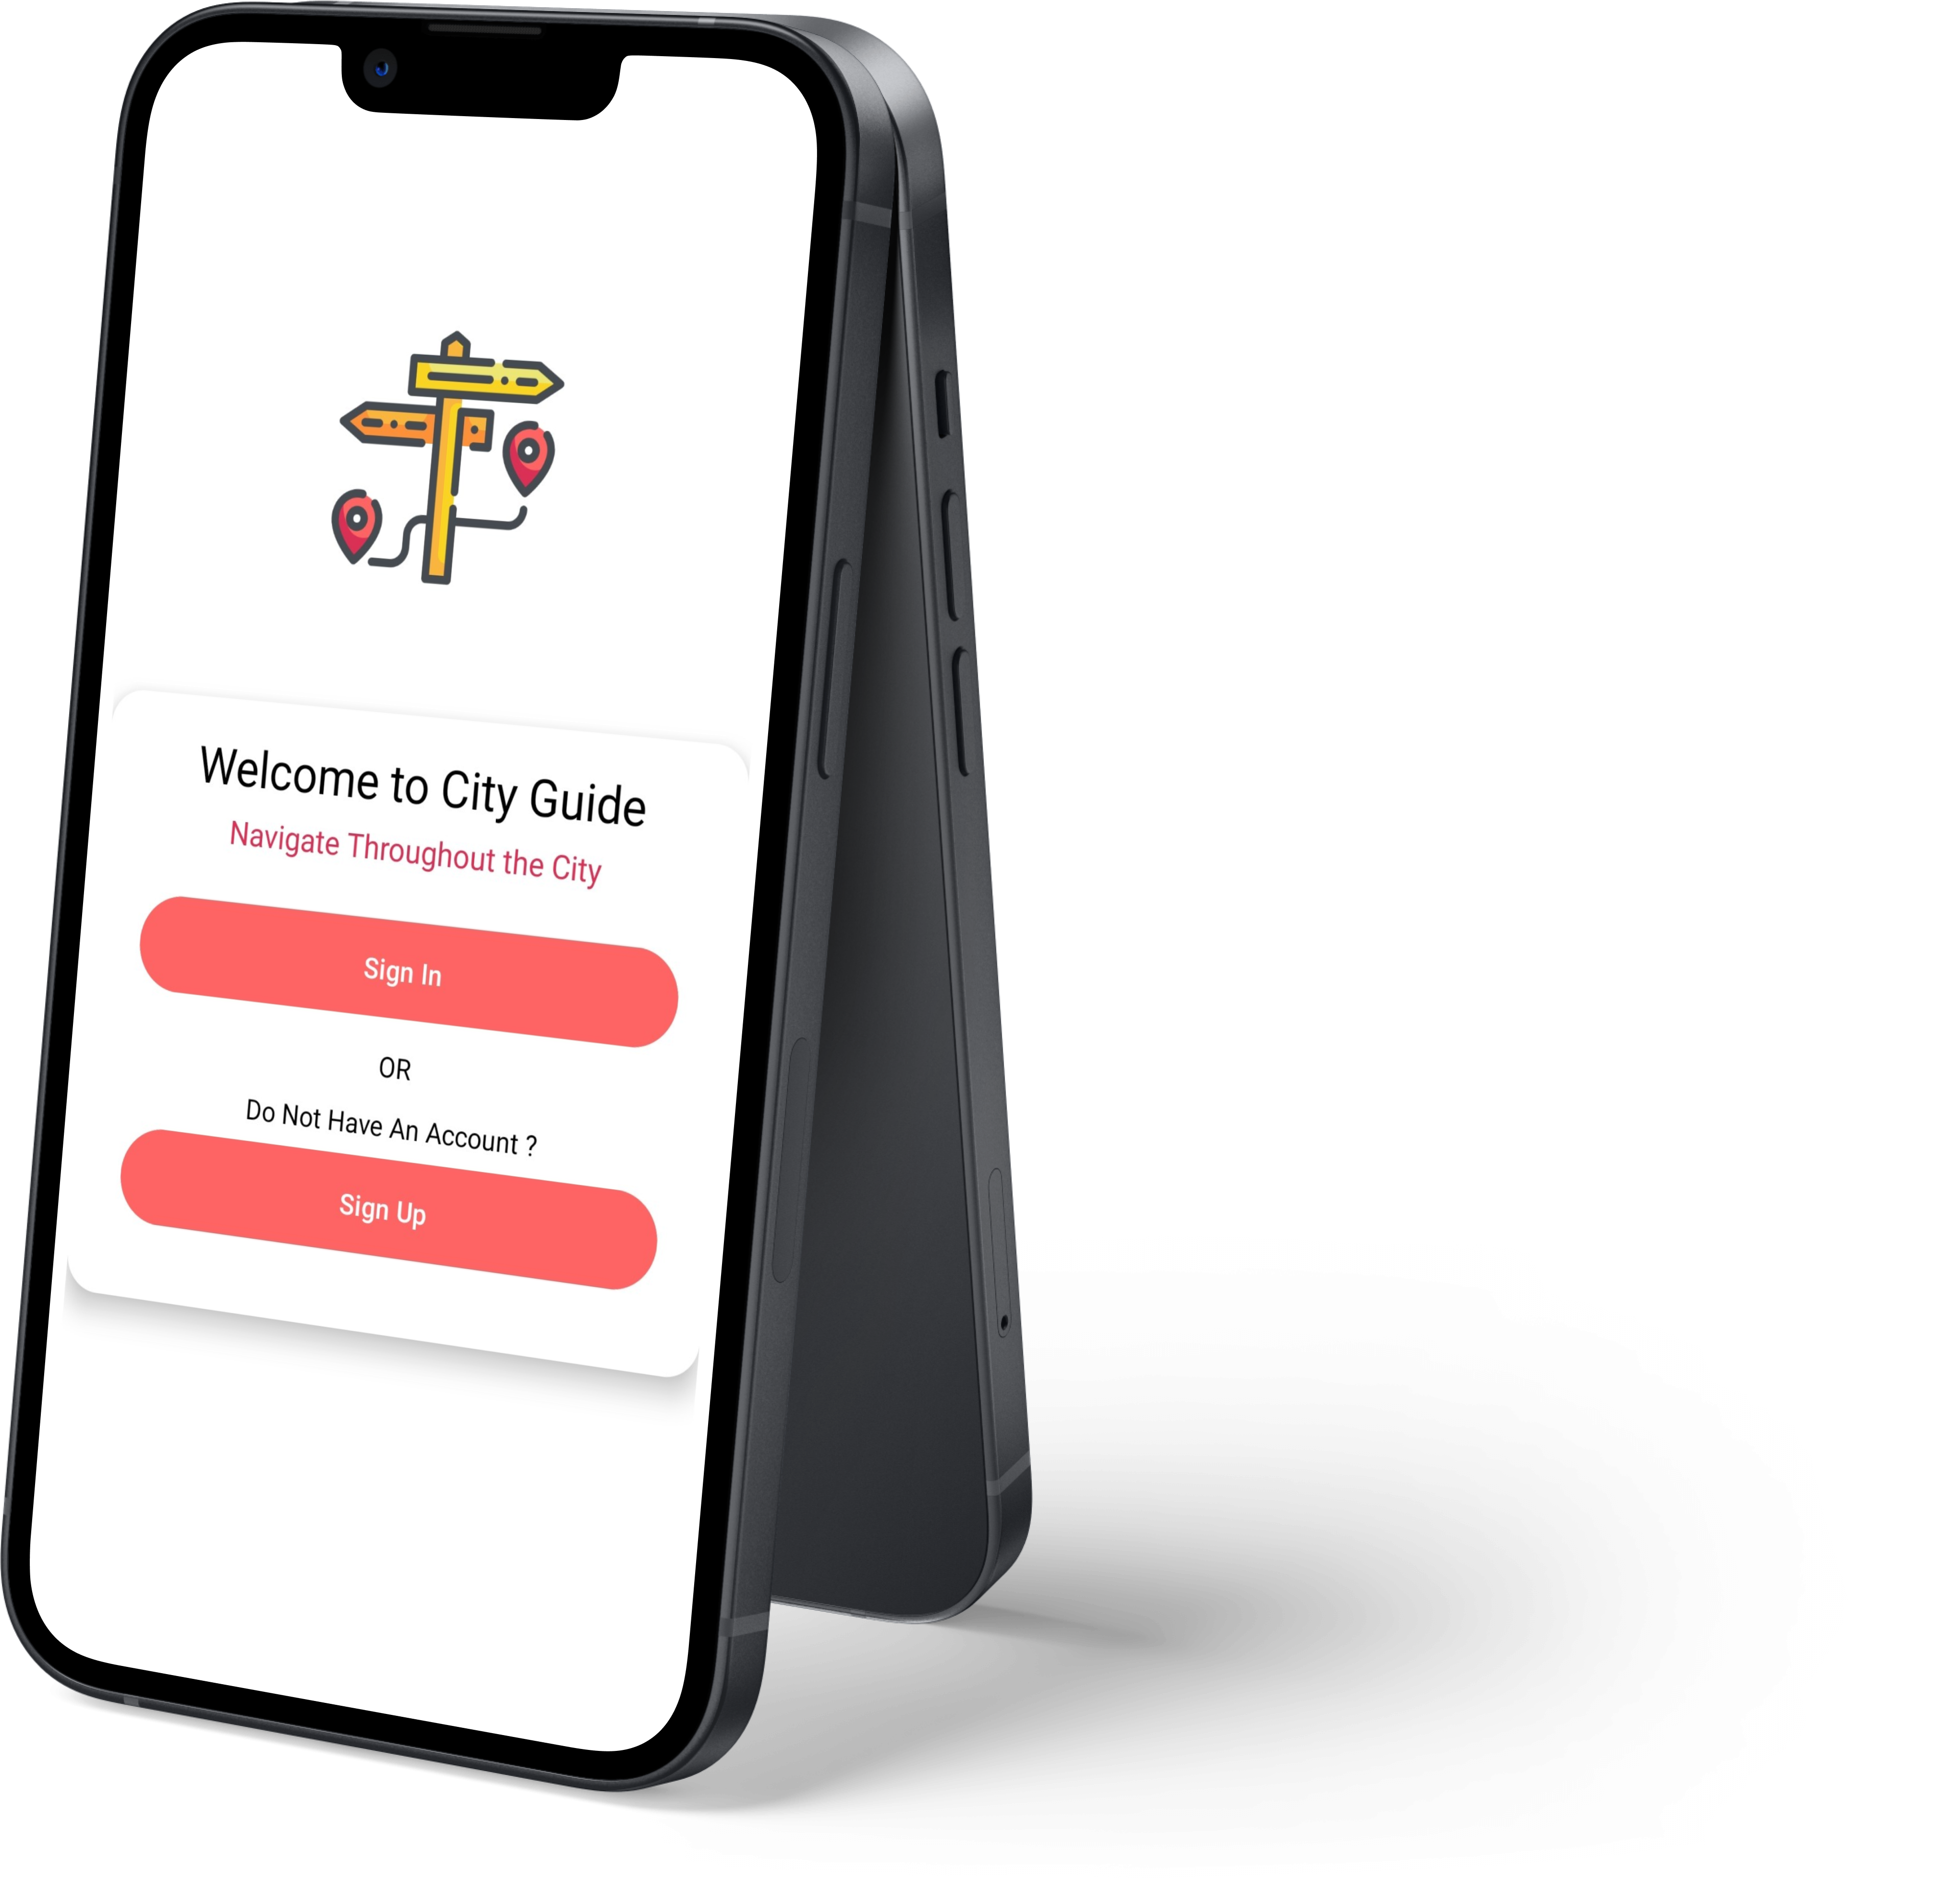 Welcome to City Guide
Navigate Throughout the City
Sign In
OR
Do Not Have An Account ?
Sign Up